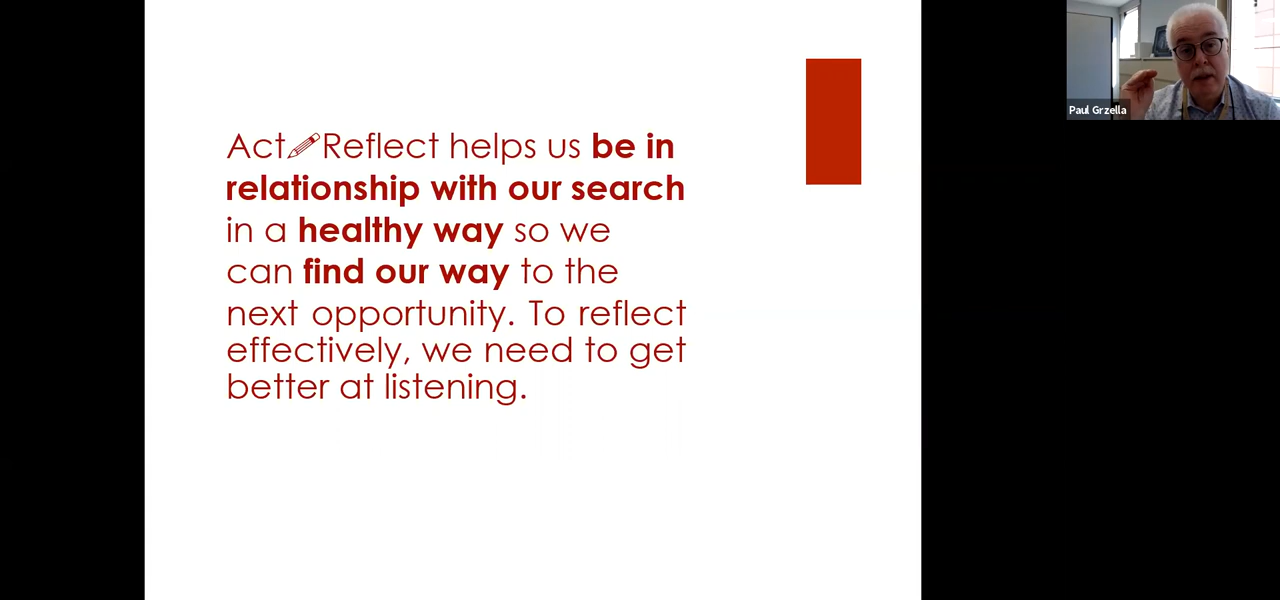 Act✏Reflect helps us be in
relationship with our search
in a healthy way so we
can find our way to the
next opportunity. To reflect
effectively, we need to get
better at listening.
Paul Grzella